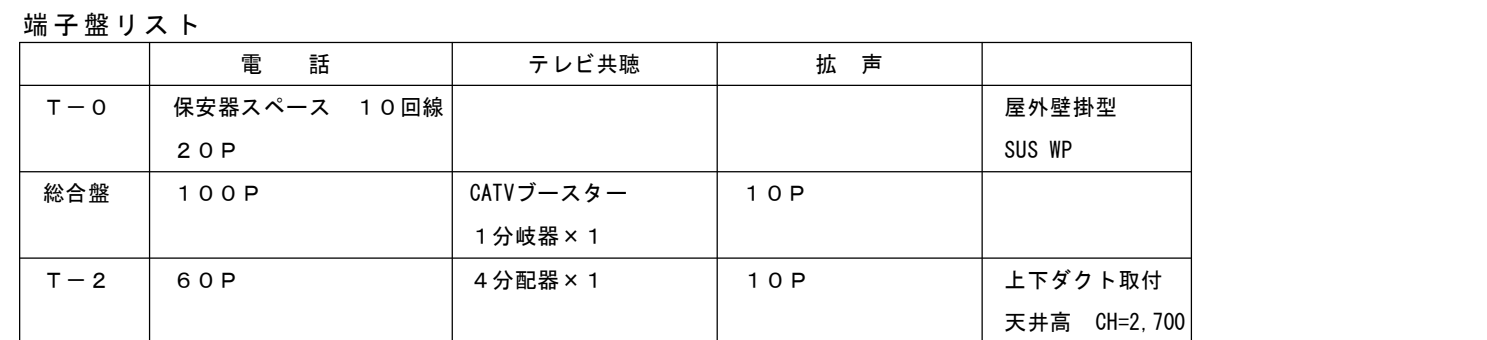 端子盤リスト
電　話　テレビ共聴　拡　声
Ｔ－０　保安器スペース　１０回線　屋外壁掛型
２０Ｐ　SUS WP
総合盤　１００Ｐ　CATVブースター　１０Ｐ
１分岐器×１
Ｔ－２　６０Ｐ　４分配器×１　１０Ｐ　上下ダクト取付
天井高　CH=2,700